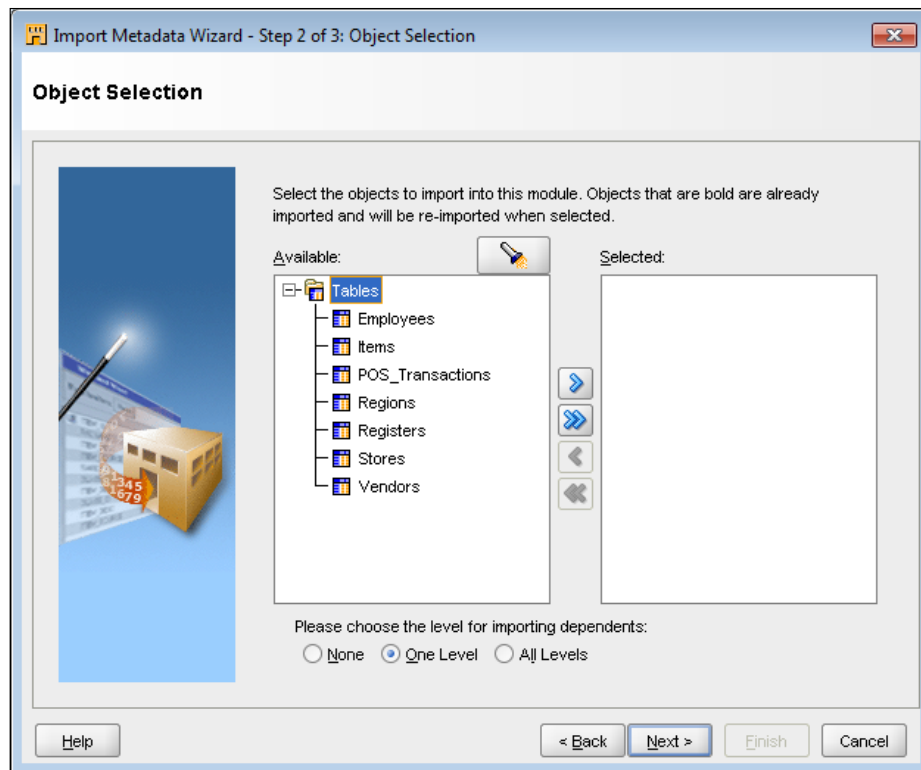 Import Metadata Wizard - Step 2 of 3: Object Selection
Object Selection
Select the objects to import into this module. Objects that are bold are already
imported and will be re-imported when selected.
Available:
Selected:
Tables
Employees
Items
POS_Transactions
Regions
Registers
Stores
Vendors
Please choose the level for importing dependents:
None One Level All Levels
Help < Back Next > Finish Cancel